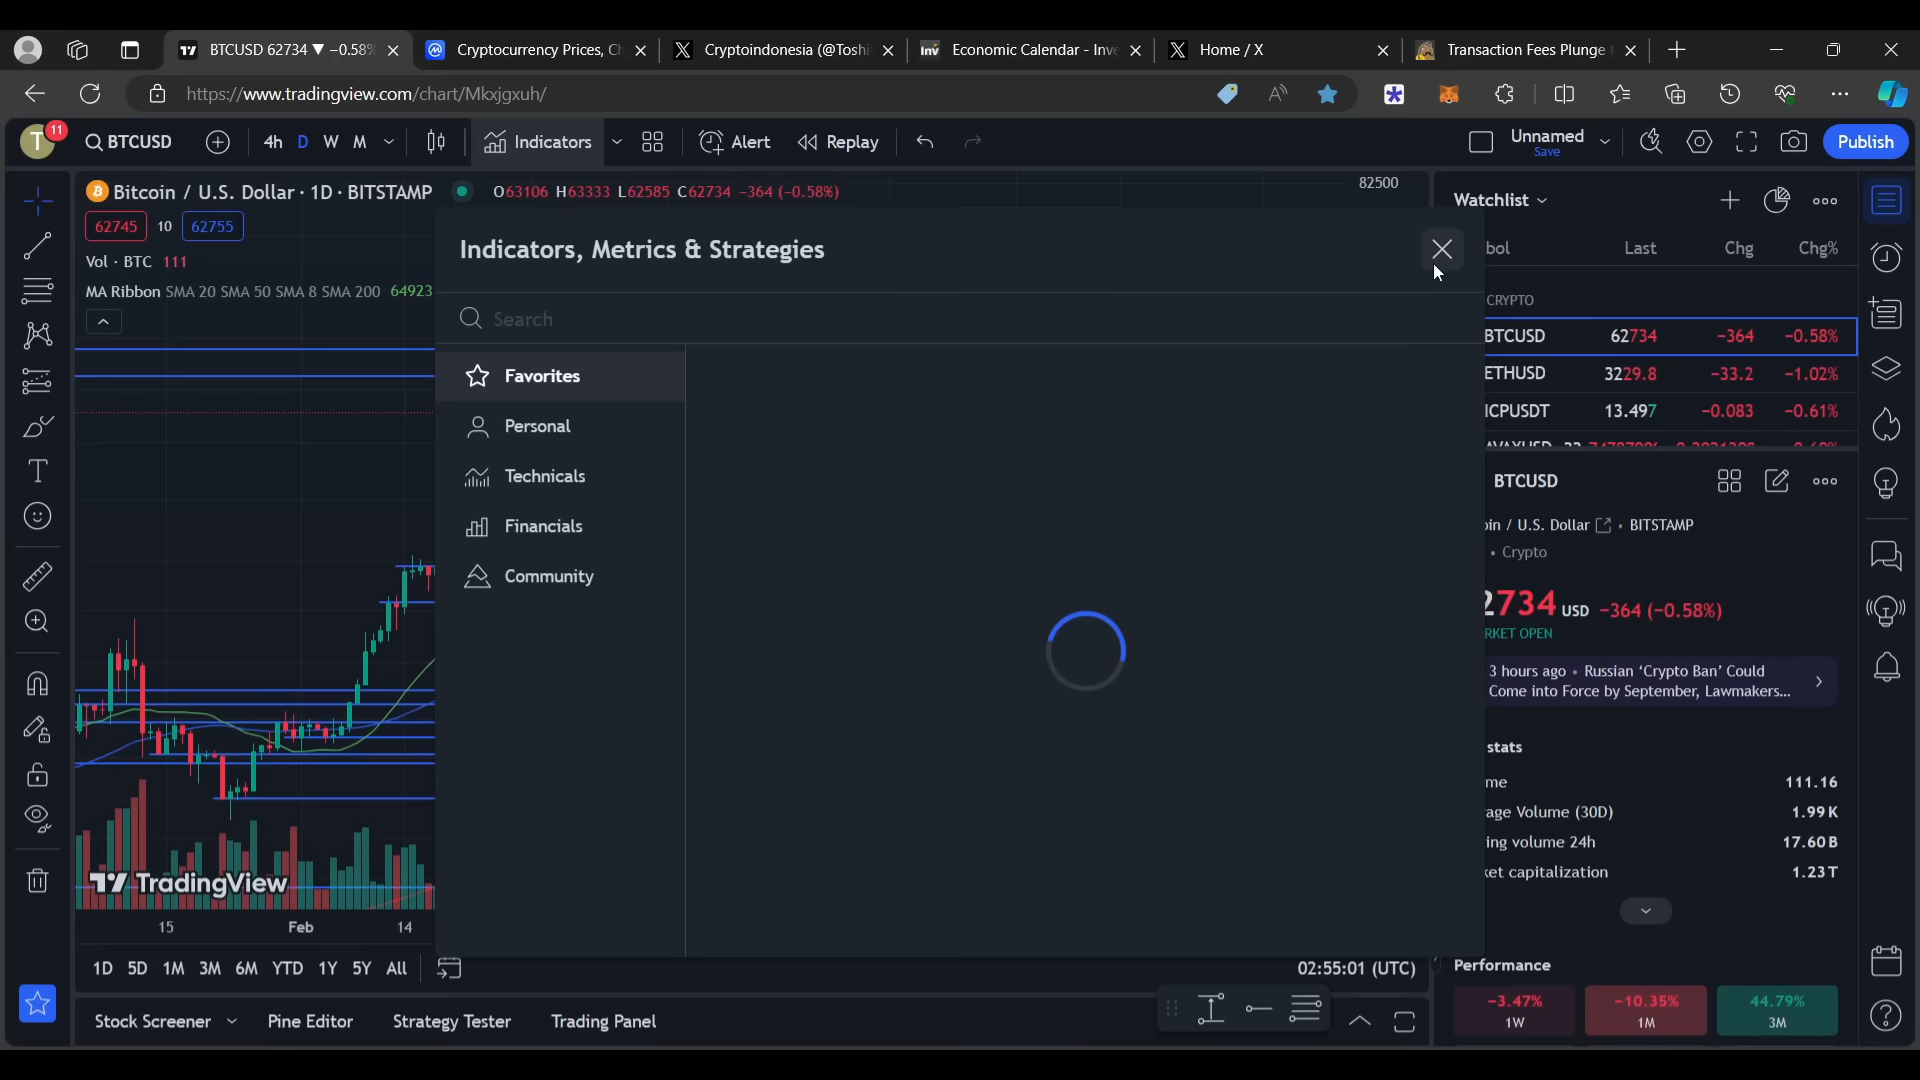 BTCUSD 62734 ▼ −0.58%
Cryptocurrency Prices, Ch
Cryptoindonesia (@Toshi
Economic Calendar - Inve
Home / X
Transaction Fees Plunge t
https://www.tradingview.com/chart/Mkxjgxuh/
T
11
BTCUSD
4h D W M
Indicators
Alert
Replay
Unnamed
Save
Publish
Bitcoin / U.S. Dollar · 1D · BITSTAMP
O63106 H63333 L62585 C62734 −364 (−0.58%)
82500
62745 10 62755
Vol · BTC 111
MA Ribbon SMA 20 SMA 50 SMA 8 SMA 200 64923
Indicators, Metrics & Strategies
Search
Favorites
Personal
Technicals
Financials
Community
Watchlist
bol Last Chg Chg%
CRYPTO
BTCUSD 62734 −364 −0.58%
ETHUSD 3229.8 −33.2 −1.02%
ICPUSDT 13.497 −0.083 −0.61%
BTCUSD
oin / U.S. Dollar · BITSTAMP
• Crypto
2734 USD −364 (−0.58%)
RKET OPEN
3 hours ago • Russian ‘Crypto Ban’ Could
Come into Force by September, Lawmakers...
stats
me 111.16
age Volume (30D) 1.99K
ing volume 24h 17.60B
ket capitalization 1.23T
Performance
−3.47% −10.35% 44.79%
1W 1M 3M
TradingView
15 Feb 14
1D 5D 1M 3M 6M YTD 1Y 5Y All
02:55:01 (UTC)
Stock Screener
Pine Editor
Strategy Tester
Trading Panel